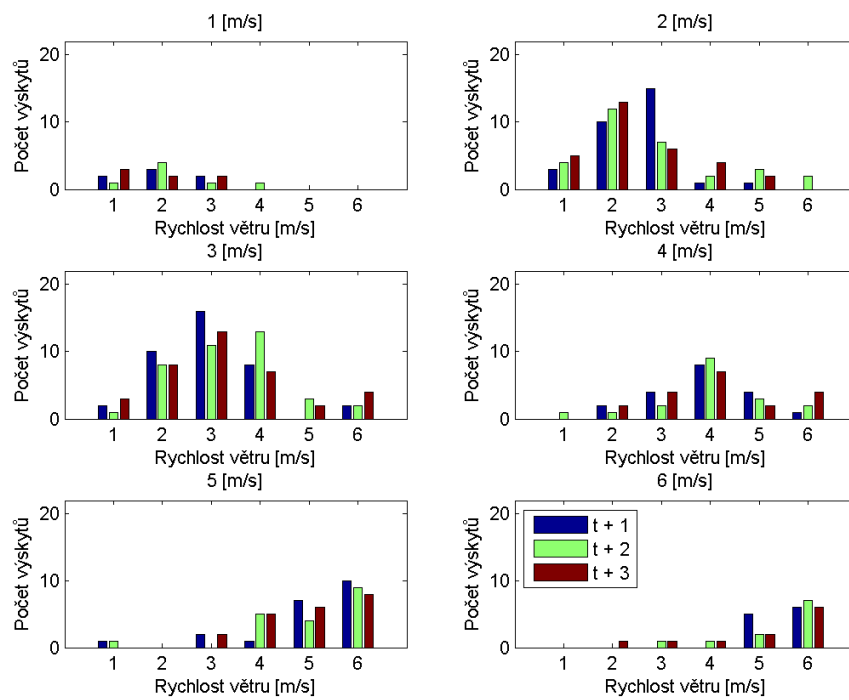 1 [m/s]
20
10
0
Počet výskytů
1 2 3 4 5 6
Rychlost větru [m/s]
2 [m/s]
20
10
0
Počet výskytů
1 2 3 4 5 6
Rychlost větru [m/s]
3 [m/s]
20
10
0
Počet výskytů
1 2 3 4 5 6
Rychlost větru [m/s]
4 [m/s]
20
10
0
Počet výskytů
1 2 3 4 5 6
Rychlost větru [m/s]
5 [m/s]
20
10
0
Počet výskytů
1 2 3 4 5 6
Rychlost větru [m/s]
6 [m/s]
20
10
0
Počet výskytů
t + 1
t + 2
t + 3
1 2 3 4 5 6
Rychlost větru [m/s]